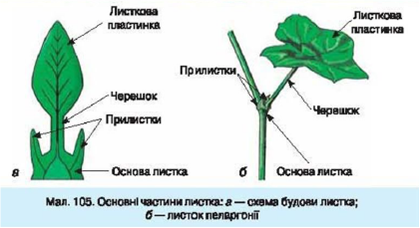 Листкова
пластинка
Черешок
Прилистки
Основа листка
а
Листкова
пластинка
Прилистки
Черешок
Основа листка
б
Мал. 105. Основні частини листка: а — схема будови листка;
б — листок пеларгонії